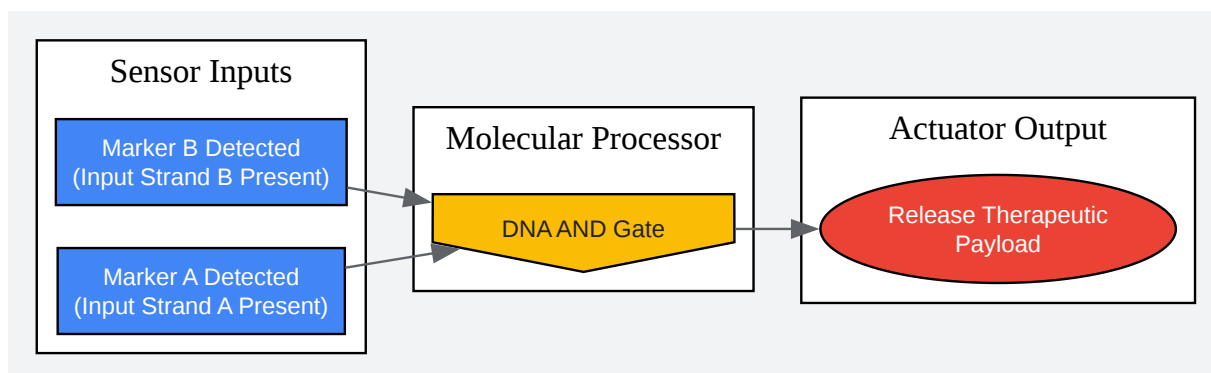 Sensor Inputs
Marker B Detected
(Input Strand B Present)
Marker A Detected
(Input Strand A Present)
Molecular Processor
DNA AND Gate
Actuator Output
Release Therapeutic
Payload